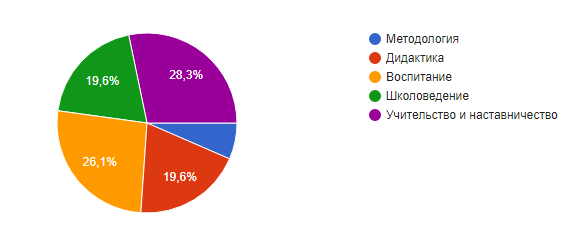 28,3%
19,6%
26,1%
19,6%
Методология
Дидактика
Воспитание
Школоведение
Учительство и наставничество